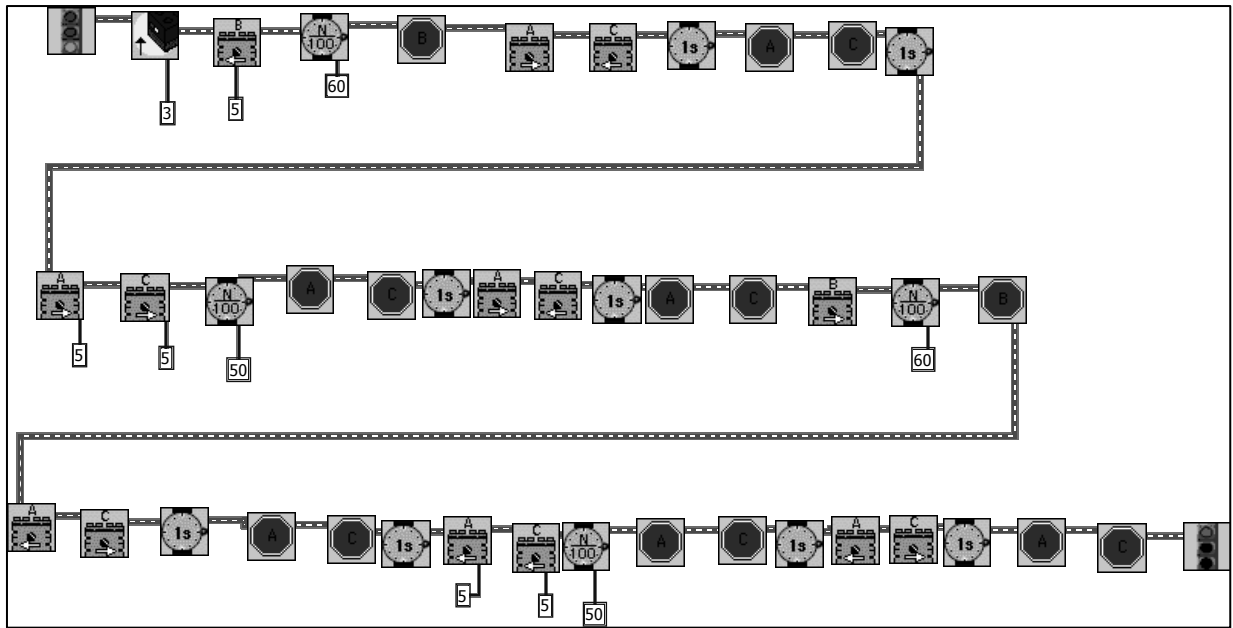 B N/100 B A C 1s A C 1s
3 5 60
A C N/100 A C 1s A C 1s A C B N/100 B
5 5 50 60
A C 1s A C 1s A C N/100 A C 1s A C 1s A C
5 5 50